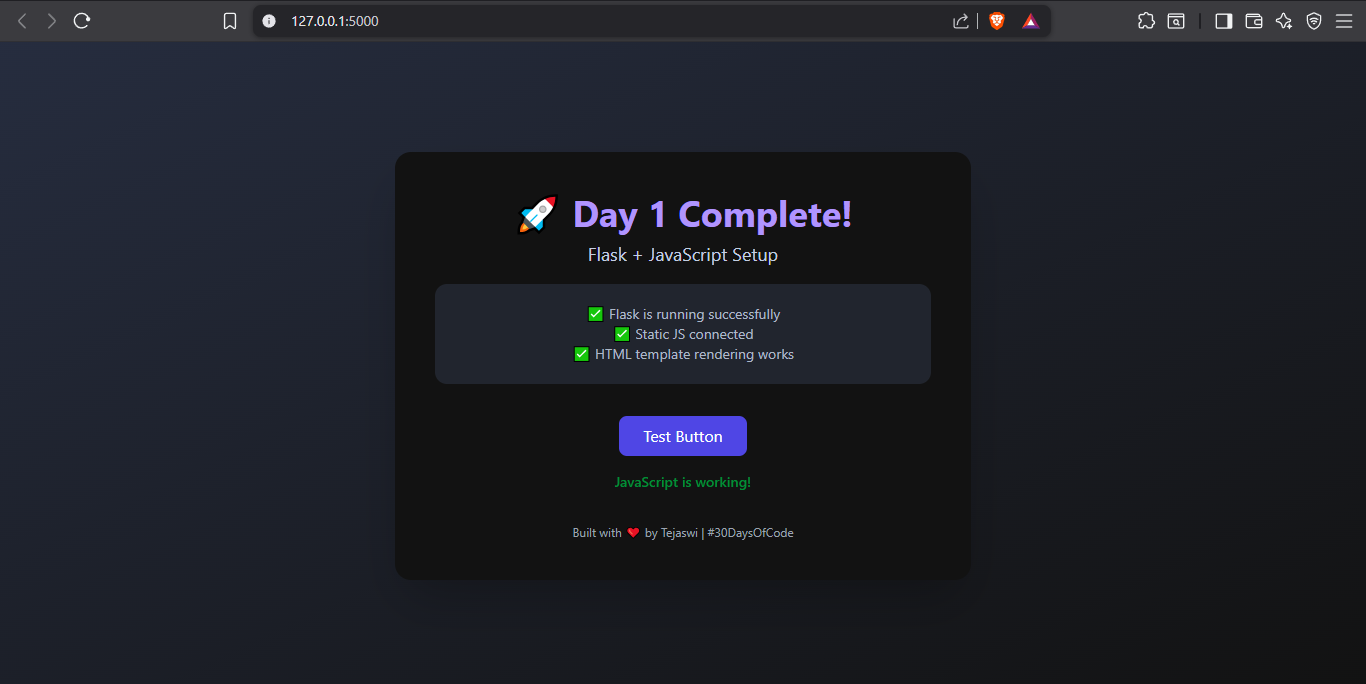 127.0.0.1:5000
🚀 Day 1 Complete!
Flask + JavaScript Setup
✅ Flask is running successfully
✅ Static JS connected
✅ HTML template rendering works
Test Button
JavaScript is working!
Built with ❤️ by Tejaswi | #30DaysOfCode